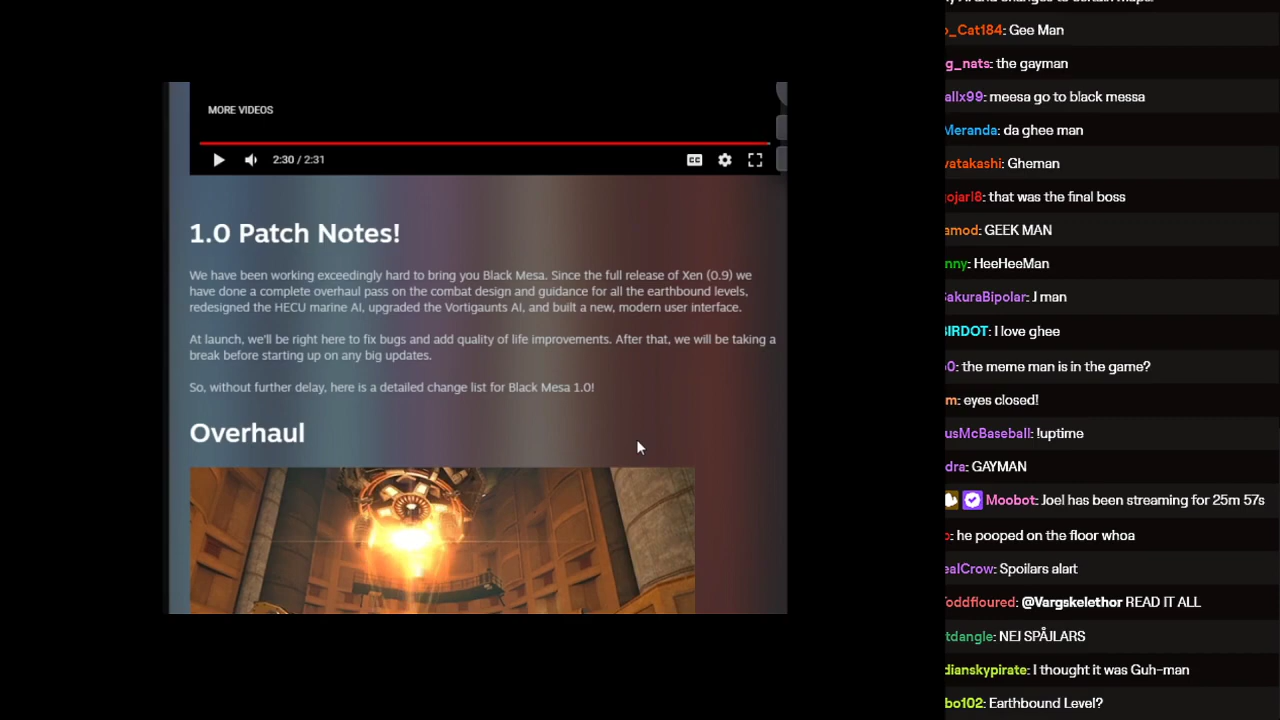 MORE VIDEOS
2:30 / 2:31
CC
1.0 Patch Notes!
We have been working exceedingly hard to bring you Black Mesa. Since the full release of Xen (0.9) we
have done a complete overhaul pass on the combat design and guidance for all the earthbound levels,
redesigned the HECU marine AI, upgraded the Vortigaunts AI, and built a new, modern user interface.
At launch, we'll be right here to fix bugs and add quality of life improvements. After that, we will be taking a
break before starting up on any big updates.
So, without further delay, here is a detailed change list for Black Mesa 1.0!
Overhaul
_Cat184: Gee Man
g_nats: the gayman
allx99: meesa go to black messa
Meranda: da ghee man
vatakashi: Gheman
gojarl8: that was the final boss
amod: GEEK MAN
nny: HeeHeeMan
SakuraBipolar: J man
BIRDOT: I love ghee
0: the meme man is in the game?
m: eyes closed!
usMcBaseball: !uptime
dra: GAYMAN
Moobot: Joel has been streaming for 25m 57s
: he pooped on the floor whoa
ealCrow: Spoilars alart
Toddfloured: @Vargskelethor READ IT ALL
tdangle: NEJ SPÅJLARS
dianskypirate: I thought it was Guh-man
bo102: Earthbound Level?